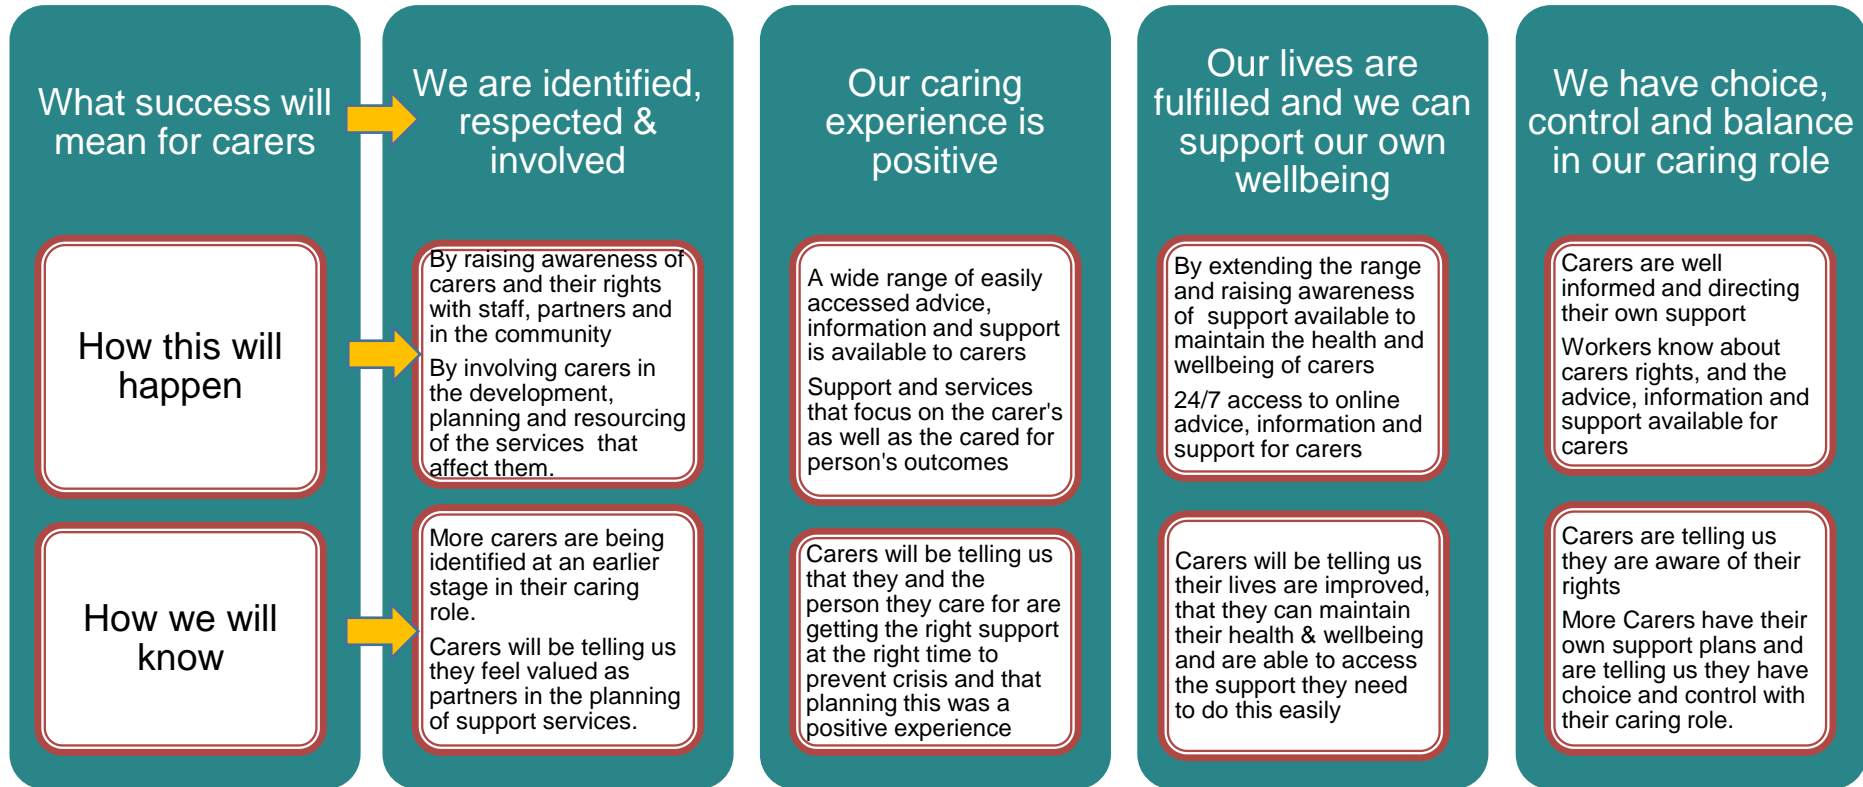 What success will
mean for carers
How this will
happen
How we will
know
We are identified,
respected &
involved
By raising awareness of
carers and their rights
with staff, partners and
in the community
By involving carers in
the development,
planning and resourcing
of the services  that
affect them.
More carers are being
identified at an earlier
stage in their caring
role.
Carers will be telling us
they feel valued as
partners in the planning
of support services.
Our caring
experience is
positive
A wide range of easily
accessed advice,
information and support
is available to carers
Support and services
that focus on the carer's
as well as the cared for
person's outcomes
Carers will be telling us
that they and the
person they care for are
getting the right support
at the right time to
prevent crisis and that
planning this was a
positive experience
Our lives are
fulfilled and we can
support our own
wellbeing
By extending the range
and raising awareness
of  support available to
maintain the health and
wellbeing of carers
24/7 access to online
advice, information and
support for carers
Carers will be telling us
their lives are improved,
that they can maintain
their health & wellbeing
and are able to access
the support they need
to do this easily
We have choice,
control and balance
in our caring role
Carers are well
informed and directing
their own support
Workers know about
carers rights, and the
advice, information and
support available for
carers
Carers are telling us
they are aware of their
rights
More Carers have their
own support plans and
are telling us they have
choice and control with
their caring role.